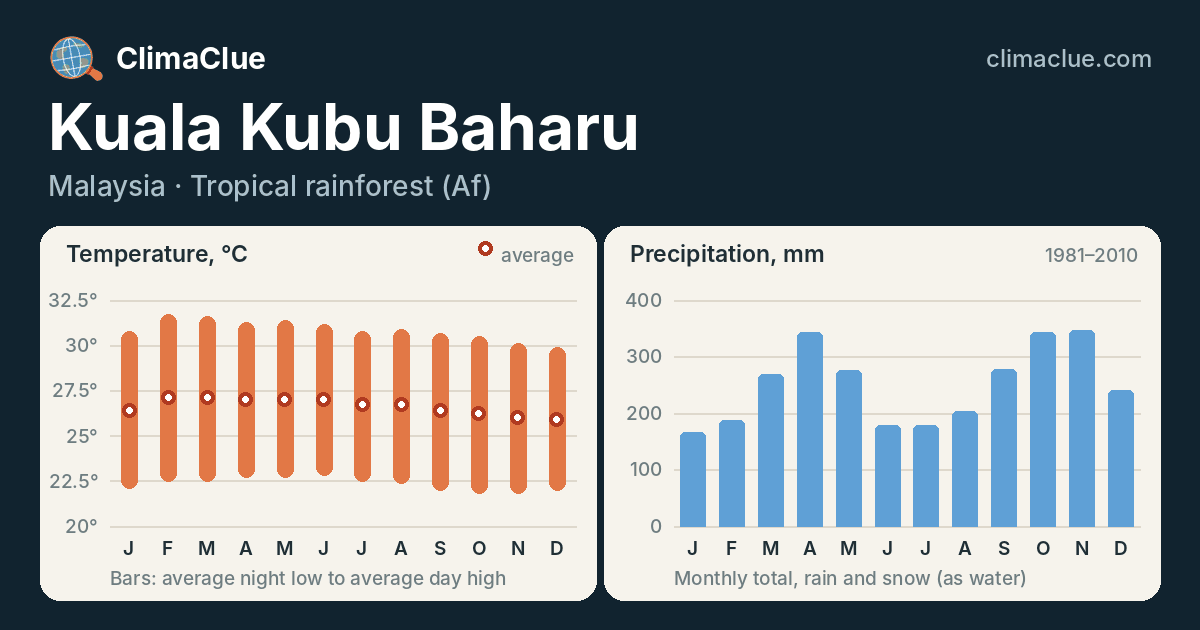 ClimaClue
climaclue.com
Kuala Kubu Baharu
Malaysia · Tropical rainforest (Af)
Temperature, °C
average
32.5°
30°
27.5°
25°
22.5°
20°
J F M A M J J A S O N D
Bars: average night low to average day high
Precipitation, mm
1981–2010
400
300
200
100
0
J F M A M J J A S O N D
Monthly total, rain and snow (as water)